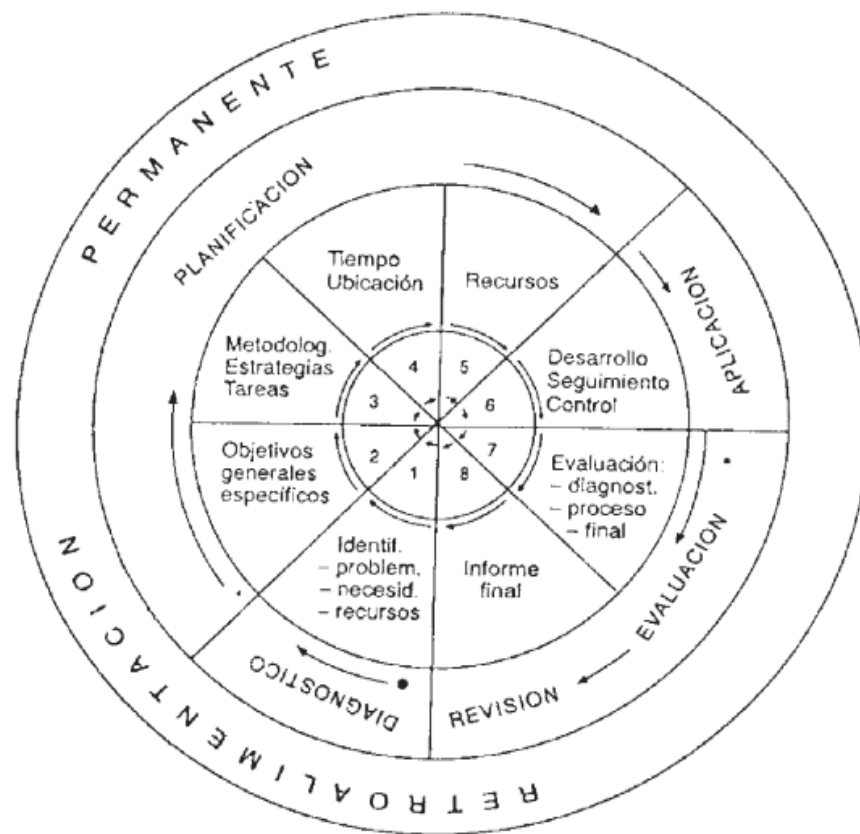 RETROALIMENTACION
PERMANENTE
DIAGNOSTICO
PLANIFICACION
APLICACION
EVALUACION
REVISION
1
Identif.
– problem.
– necesid.
– recursos
2
Objetivos
generales
específicos
3
Metodolog.
Estrategias
Tareas
4
Tiempo
Ubicación
5
Recursos
6
Desarrollo
Seguimiento
Control
7
Evaluación:
– diagnost.
– proceso
– final
8
Informe
final